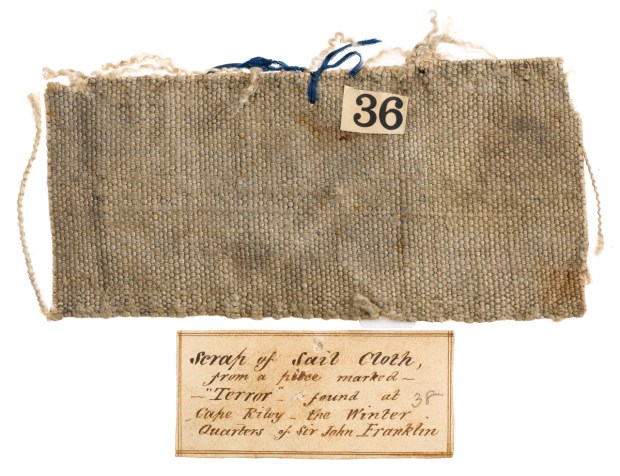 36
Scrap of Sail Cloth,
from a piece marked —
— "Terror" found at 38
Cape Riley – the Winter
Quarters of Sir John Franklin